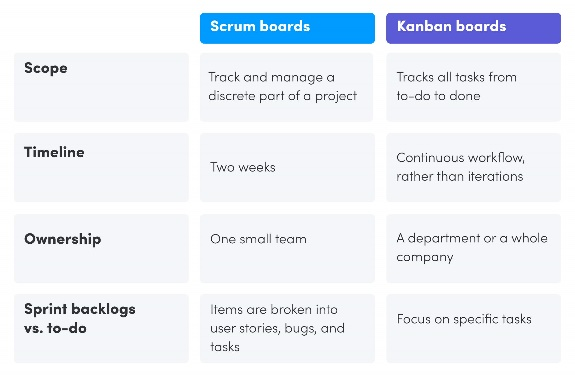 Scrum boards
Kanban boards
Scope
Track and manage a
discrete part of a project
Tracks all tasks from
to-do to done
Timeline
Two weeks
Continuous workflow,
rather than iterations
Ownership
One small team
A department or a whole
company
Sprint backlogs
vs. to-do
Items are broken into
user stories, bugs, and
tasks
Focus on specific tasks